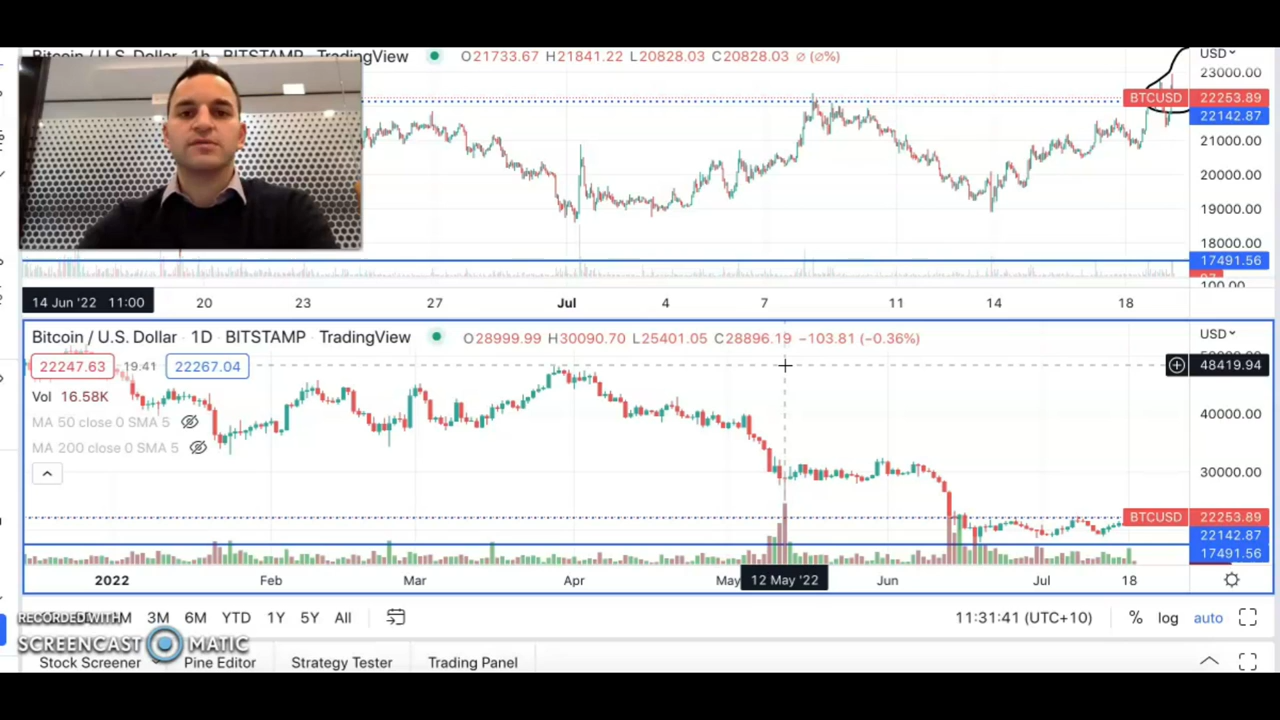 Bitcoin / U.S. Dollar · 1h · BITSTAMP · TradingView O21733.67 H21841.22 L20828.03 C20828.03 ∅ (∅%) USD
23000.00
BTCUSD 22253.89
22142.87
21000.00
20000.00
19000.00
18000.00
17491.56
14 Jun '22 11:00 20 23 27 Jul 4 7 11 14 18
Bitcoin / U.S. Dollar · 1D · BITSTAMP · TradingView O28999.99 H30090.70 L25401.05 C28896.19 −103.81 (−0.36%) USD
22247.63 19.41 22267.04 48419.94
Vol 16.58K
40000.00
MA 50 close 0 SMA 5
MA 200 close 0 SMA 5
30000.00
BTCUSD 22253.89
22142.87
17491.56
2022 Feb Mar Apr May 12 May '22 Jun Jul 18
RECORDED WITH
3M 6M YTD 1Y 5Y All 11:31:41 (UTC+10) % log auto
SCREENCAST MATIC
Stock Screener Pine Editor Strategy Tester Trading Panel